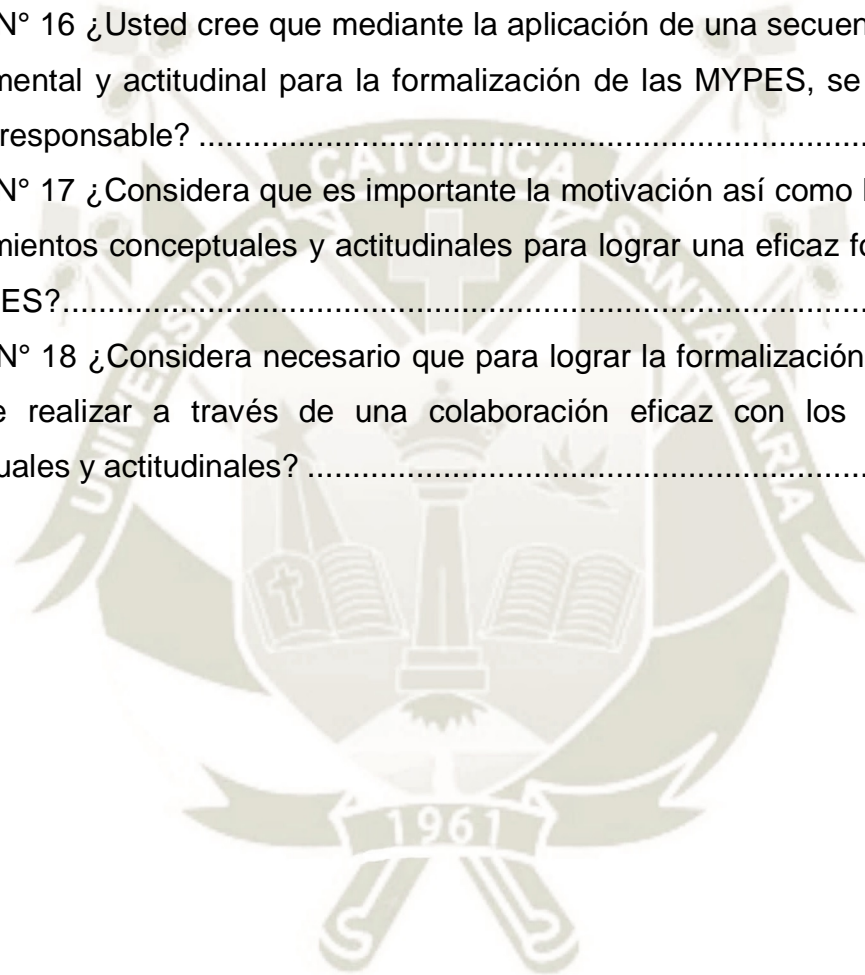 N° 16 ¿Usted cree que mediante la aplicación de una secuen
mental y actitudinal para la formalización de las MYPES, se
responsable? ........................................................................
N° 17 ¿Considera que es importante la motivación así como
mientos conceptuales y actitudinales para lograr una eficaz fo
ES?.........................................................................................
N° 18 ¿Considera necesario que para lograr la formalización
realizar a través de una colaboración eficaz con los
uales y actitudinales? ..............................................................
UNIVERSIDAD CATOLICA SANTA MARIA
1961